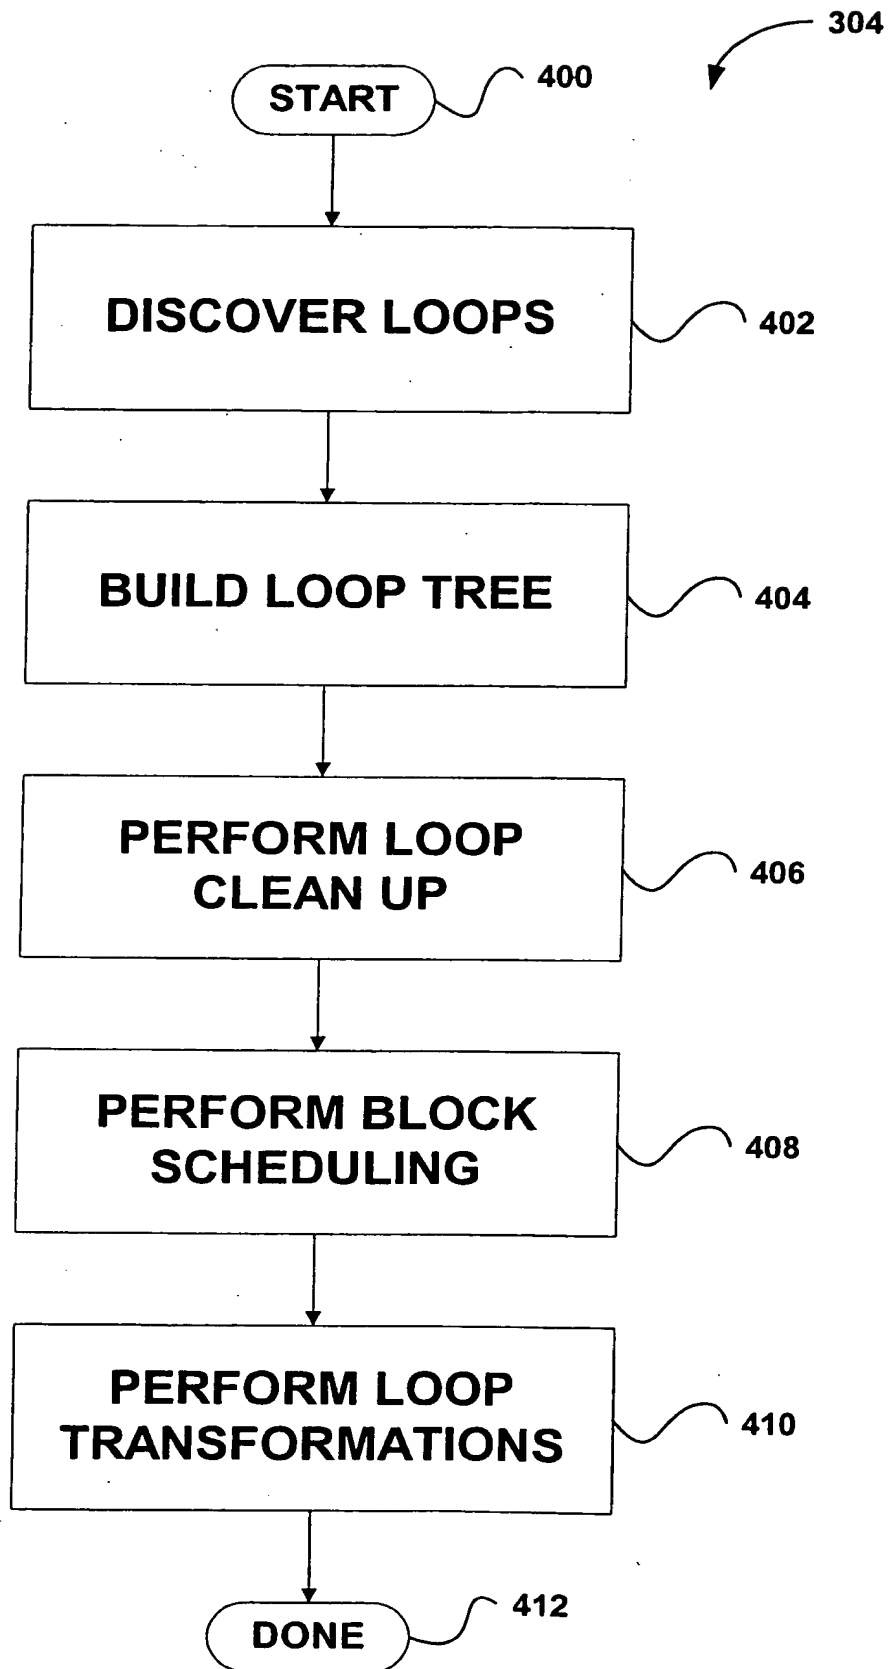 304
START
400
DISCOVER LOOPS
402
BUILD LOOP TREE
404
PERFORM LOOP
CLEAN UP
406
PERFORM BLOCK
SCHEDULING
408
PERFORM LOOP
TRANSFORMATIONS
410
DONE
412